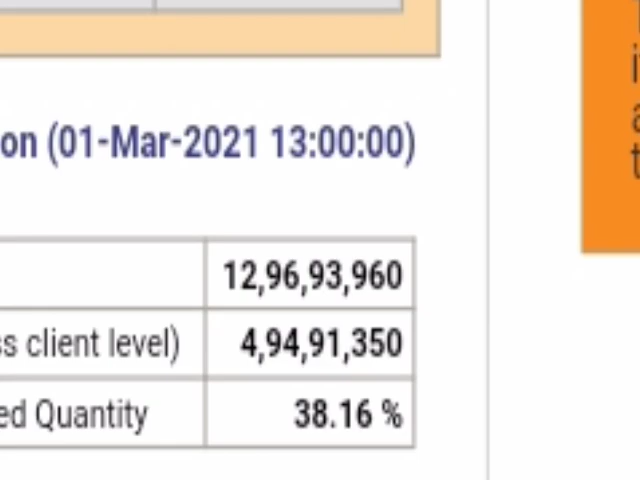 on (01-Mar-2021 13:00:00)
12,96,93,960
ss client level) 4,94,91,350
ed Quantity 38.16 %